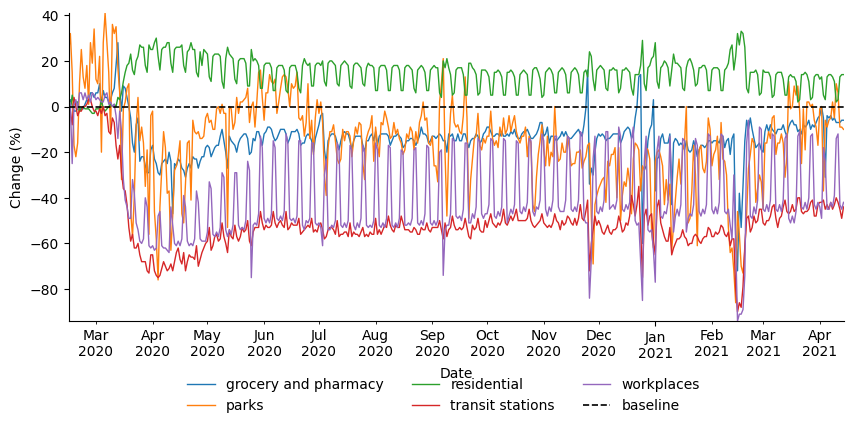 40
20
0
−20
−40
−60
−80
Change (%)
Mar Apr May Jun Jul Aug Sep Oct Nov Dec Jan Feb Mar Apr
2020 2020 2020 2020 2020 2020 2020 2020 2020 2020 2021 2021 2021 2021
Date
grocery and pharmacy residential workplaces
parks transit stations baseline